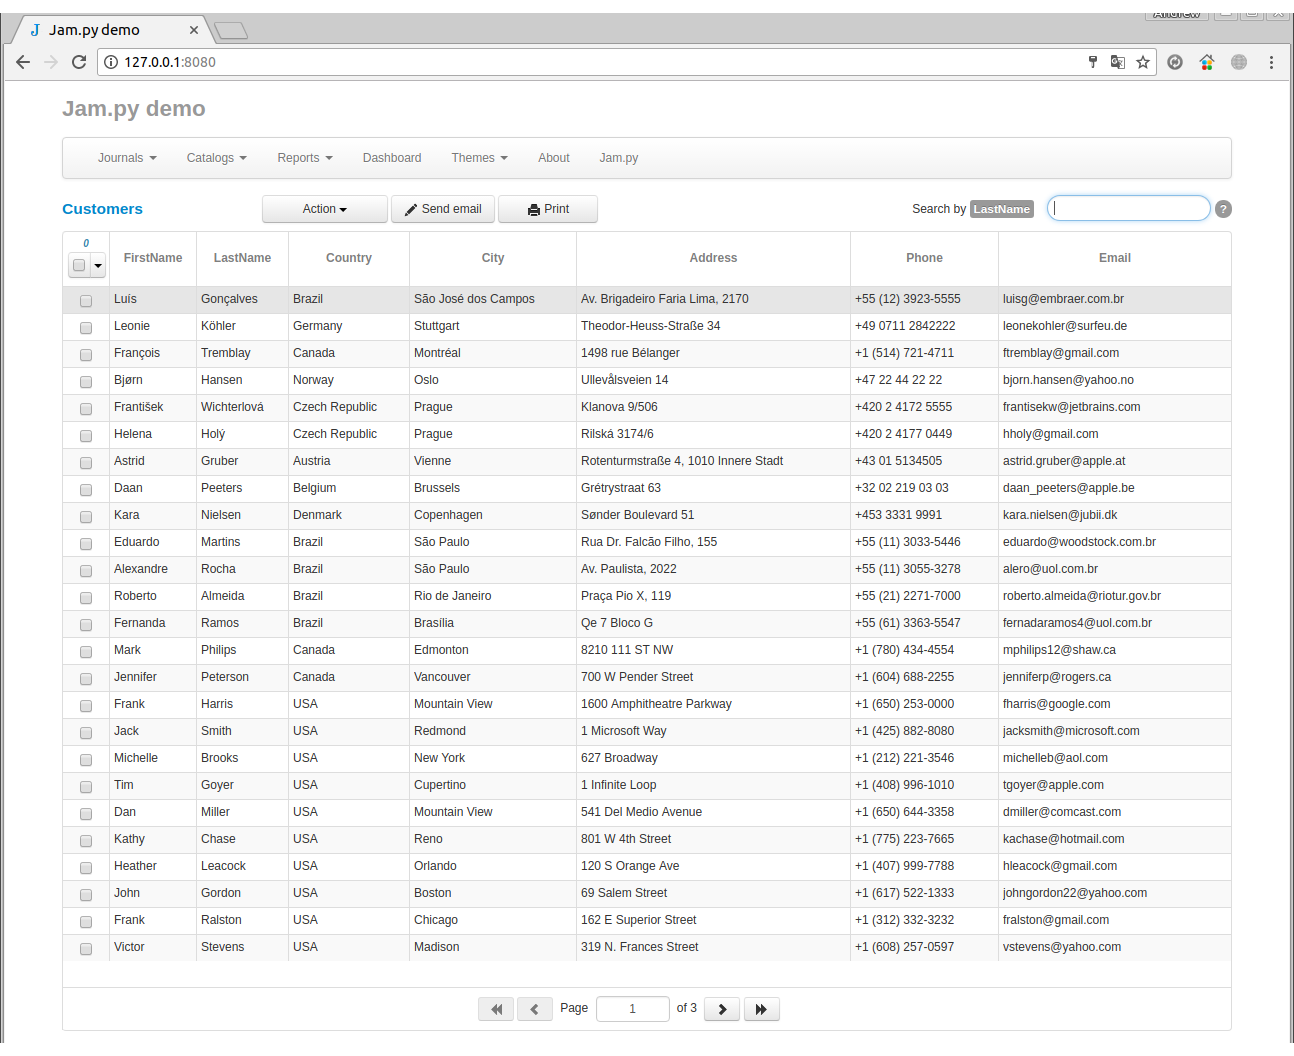 Andrew
Jam.py demo
127.0.0.1:8080
Jam.py demo
Journals Catalogs Reports Dashboard Themes About Jam.py
Customers Action Send email Print Search by LastName ?
0
FirstName LastName Country City Address Phone Email
Luís Gonçalves Brazil São José dos Campos Av. Brigadeiro Faria Lima, 2170 +55 (12) 3923-5555 luisg@embraer.com.br
Leonie Köhler Germany Stuttgart Theodor-Heuss-Straße 34 +49 0711 2842222 leonekohler@surfeu.de
François Tremblay Canada Montréal 1498 rue Bélanger +1 (514) 721-4711 ftremblay@gmail.com
Bjørn Hansen Norway Oslo Ullevålsveien 14 +47 22 44 22 22 bjorn.hansen@yahoo.no
František Wichterlová Czech Republic Prague Klanova 9/506 +420 2 4172 5555 frantisekw@jetbrains.com
Helena Holý Czech Republic Prague Rilská 3174/6 +420 2 4177 0449 hholy@gmail.com
Astrid Gruber Austria Vienne Rotenturmstraße 4, 1010 Innere Stadt +43 01 5134505 astrid.gruber@apple.at
Daan Peeters Belgium Brussels Grétrystraat 63 +32 02 219 03 03 daan_peeters@apple.be
Kara Nielsen Denmark Copenhagen Sønder Boulevard 51 +453 3331 9991 kara.nielsen@jubii.dk
Eduardo Martins Brazil São Paulo Rua Dr. Falcão Filho, 155 +55 (11) 3033-5446 eduardo@woodstock.com.br
Alexandre Rocha Brazil São Paulo Av. Paulista, 2022 +55 (11) 3055-3278 alero@uol.com.br
Roberto Almeida Brazil Rio de Janeiro Praça Pio X, 119 +55 (21) 2271-7000 roberto.almeida@riotur.gov.br
Fernanda Ramos Brazil Brasília Qe 7 Bloco G +55 (61) 3363-5547 fernadaramos4@uol.com.br
Mark Philips Canada Edmonton 8210 111 ST NW +1 (780) 434-4554 mphilips12@shaw.ca
Jennifer Peterson Canada Vancouver 700 W Pender Street +1 (604) 688-2255 jenniferp@rogers.ca
Frank Harris USA Mountain View 1600 Amphitheatre Parkway +1 (650) 253-0000 fharris@google.com
Jack Smith USA Redmond 1 Microsoft Way +1 (425) 882-8080 jacksmith@microsoft.com
Michelle Brooks USA New York 627 Broadway +1 (212) 221-3546 michelleb@aol.com
Tim Goyer USA Cupertino 1 Infinite Loop +1 (408) 996-1010 tgoyer@apple.com
Dan Miller USA Mountain View 541 Del Medio Avenue +1 (650) 644-3358 dmiller@comcast.com
Kathy Chase USA Reno 801 W 4th Street +1 (775) 223-7665 kachase@hotmail.com
Heather Leacock USA Orlando 120 S Orange Ave +1 (407) 999-7788 hleacock@gmail.com
John Gordon USA Boston 69 Salem Street +1 (617) 522-1333 johngordon22@yahoo.com
Frank Ralston USA Chicago 162 E Superior Street +1 (312) 332-3232 fralston@gmail.com
Victor Stevens USA Madison 319 N. Frances Street +1 (608) 257-0597 vstevens@yahoo.com
Page 1 of 3